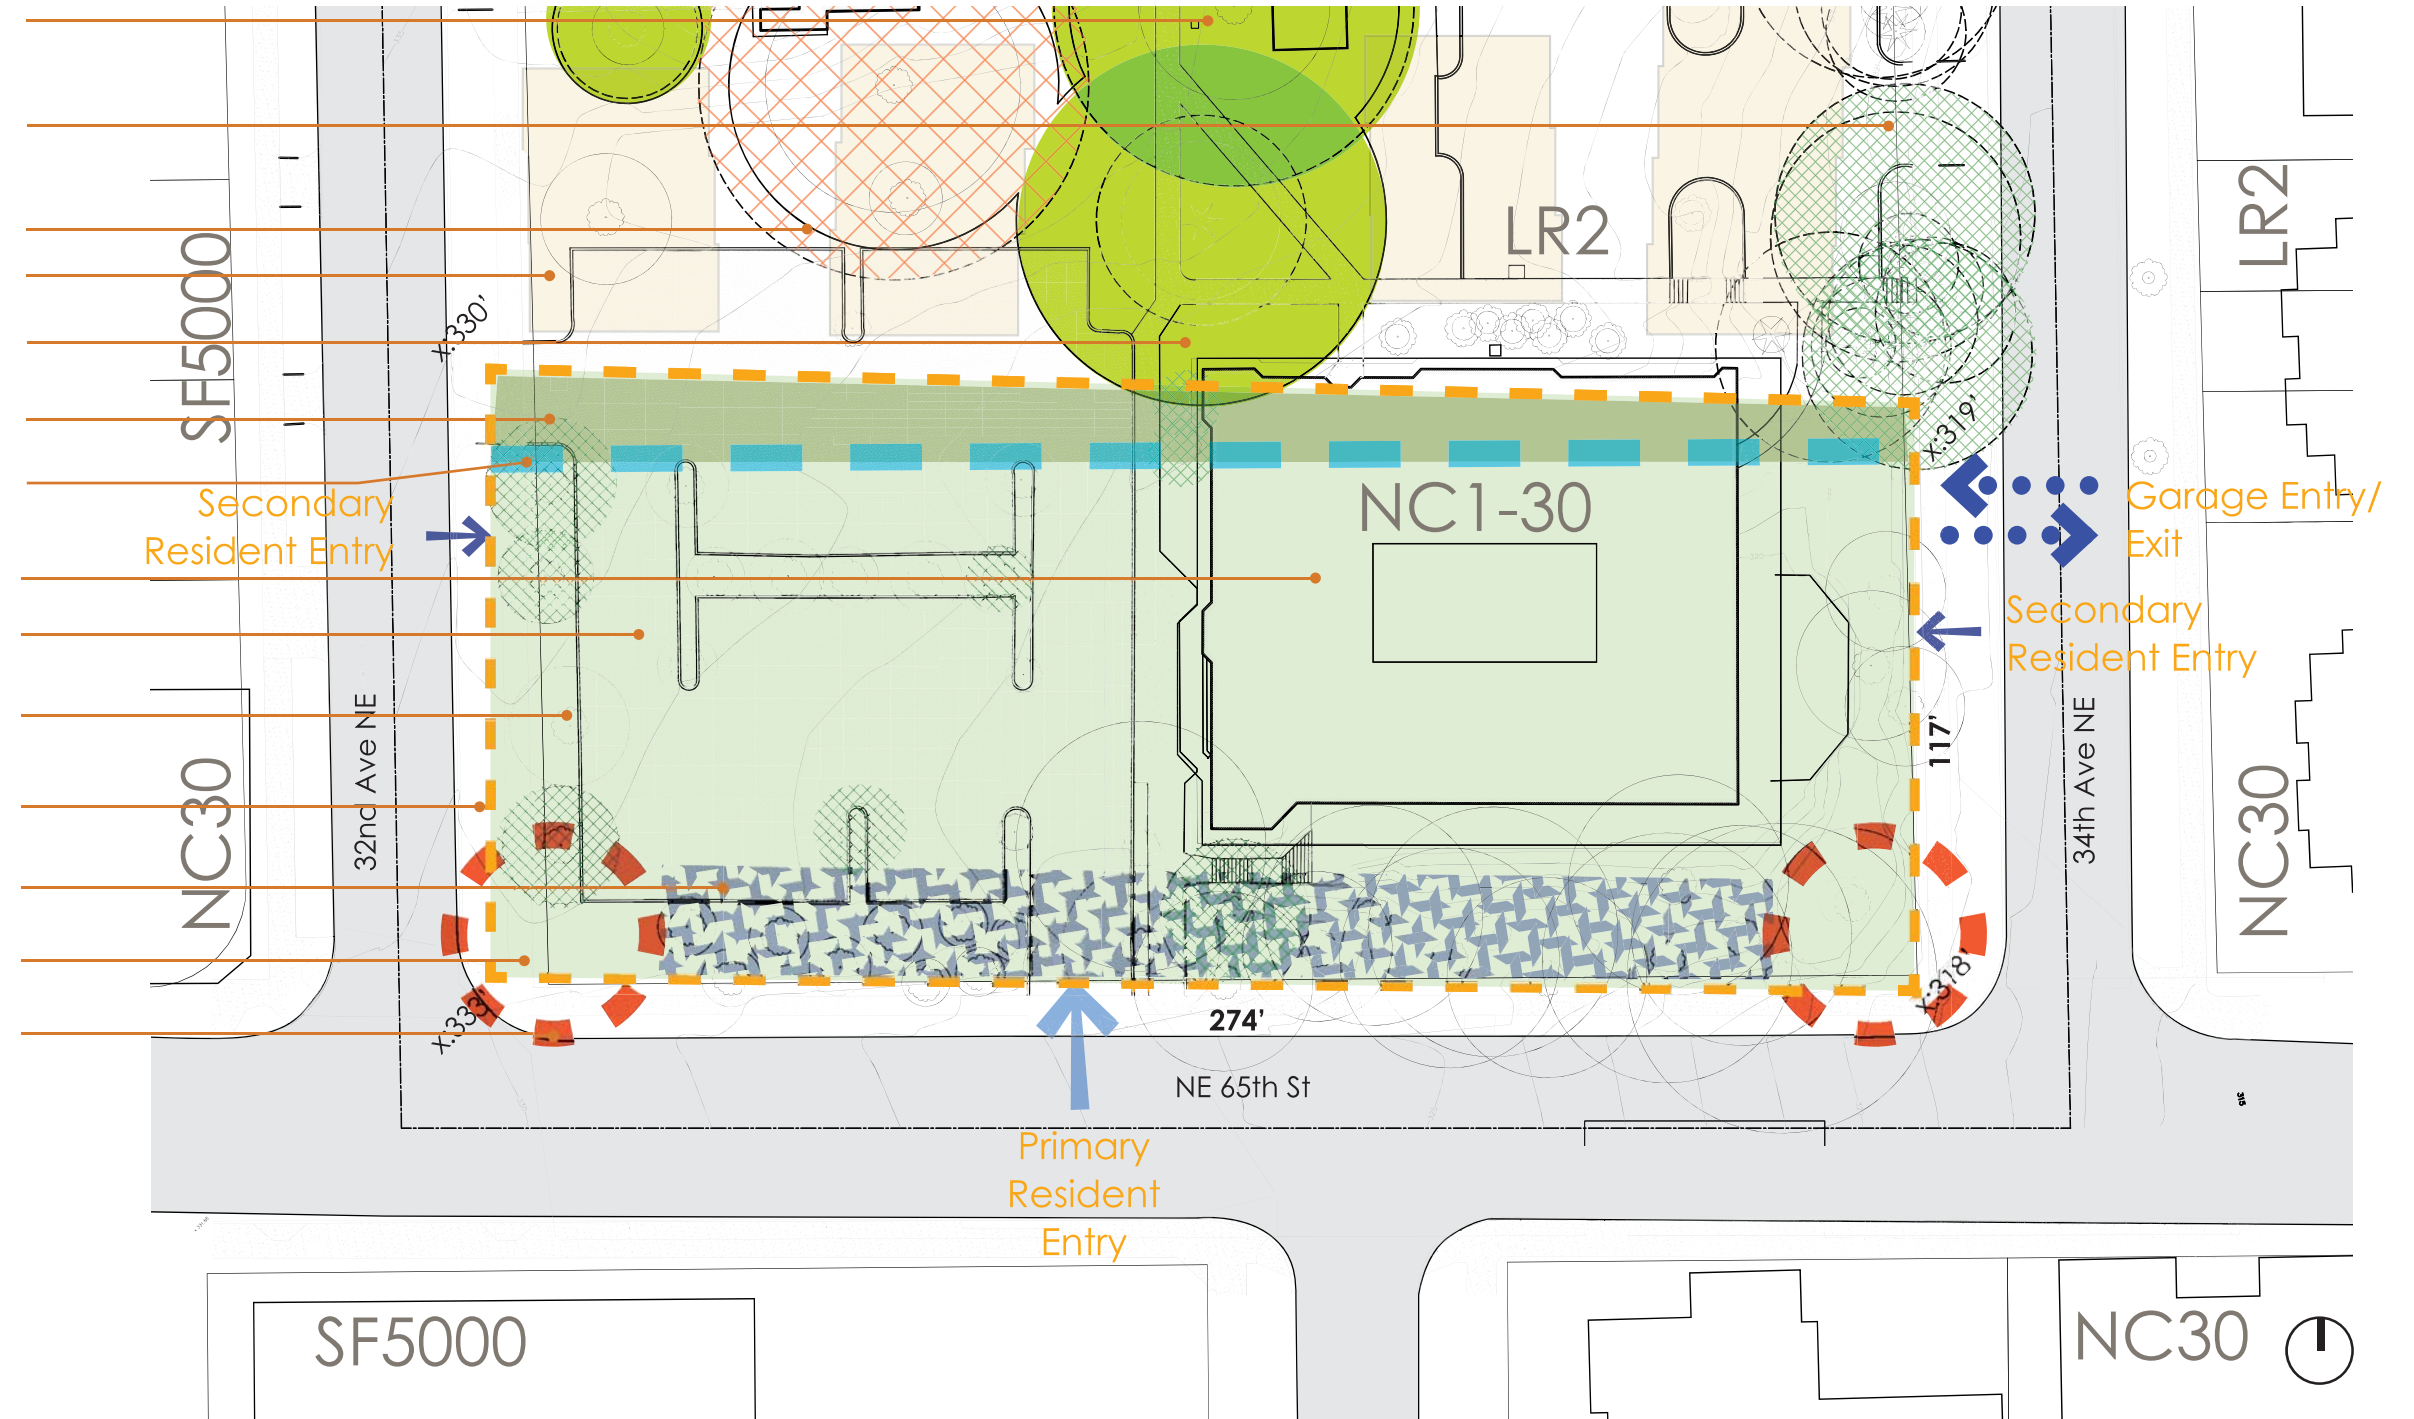 LR2
LR2
SF5000
x:330'
x:319'
Secondary
Resident Entry
NC1-30
Garage Entry/
Exit
Secondary
Resident Entry
32nd Ave NE
117'
34th Ave NE
NC30
NC30
x:333'
x:318'
274'
NE 65th St
315
Primary
Resident
Entry
SF5000
NC30